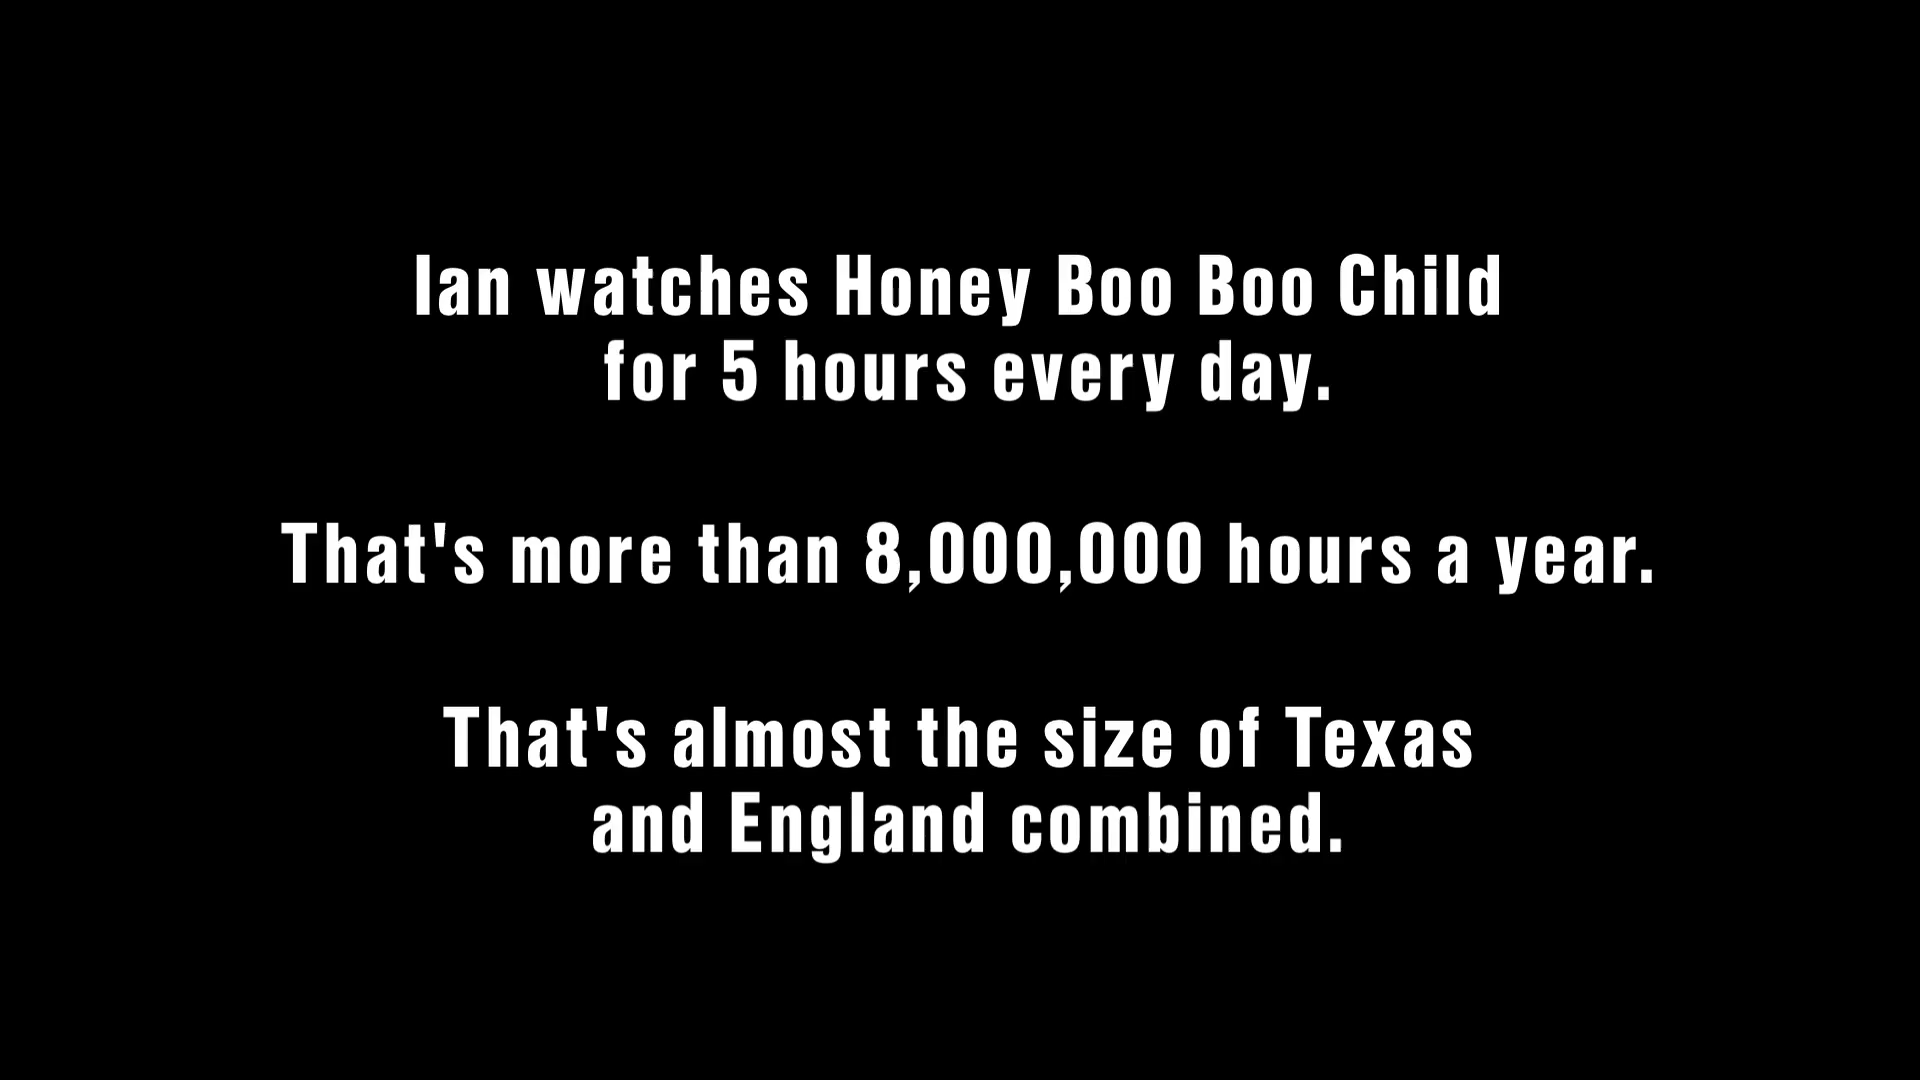 Ian watches Honey Boo Boo Child
for 5 hours every day.
That's more than 8,000,000 hours a year.
That's almost the size of Texas
and England combined.